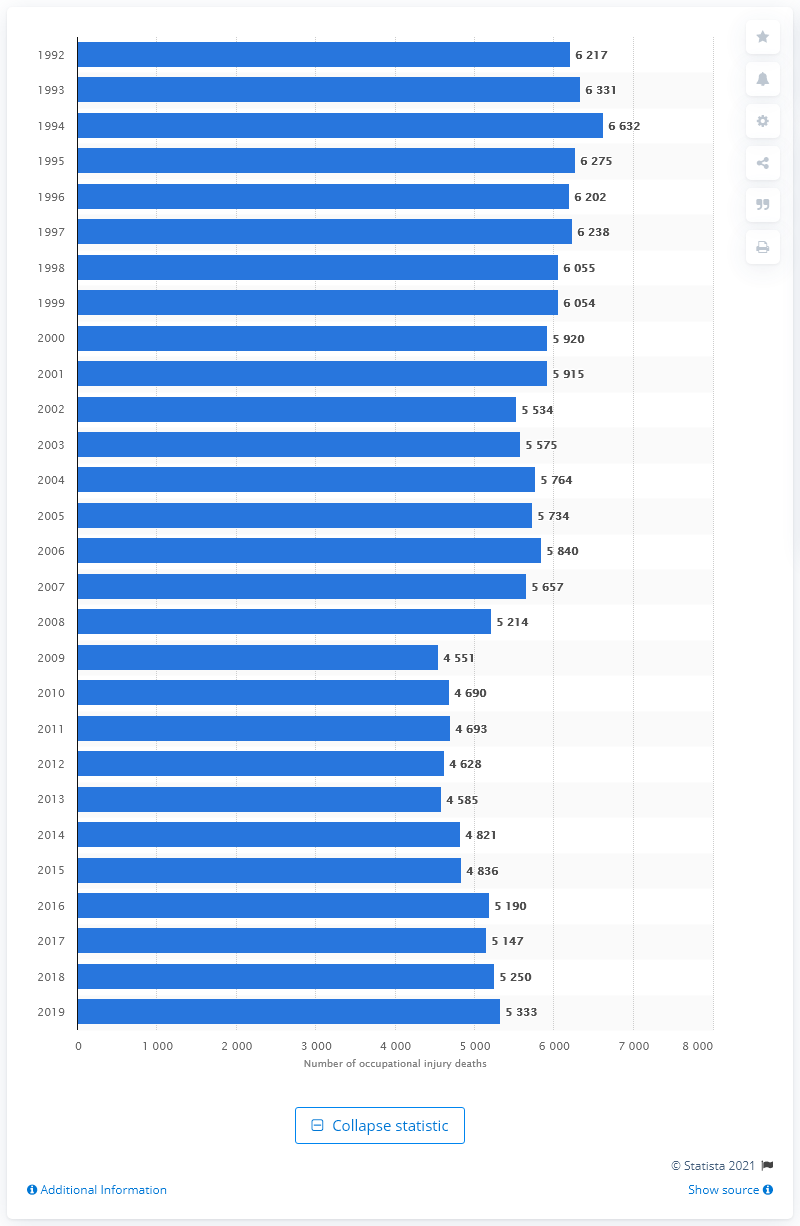 1992 6 217
1993 6 331
1994 6 632
1995 6 275
1996 6 202
1997 6 238
1998 6 055
1999 6 054
2000 5 920
2001 5 915
2002 5 534
2003 5 575
2004 5 764
2005 5 734
2006 5 840
2007 5 657
2008 5 214
2009 4 551
2010 4 690
2011 4 693
2012 4 628
2013 4 585
2014 4 821
2015 4 836
2016 5 190
2017 5 147
2018 5 250
2019 5 333
0 1 000 2 000 3 000 4 000 5 000 6 000 7 000 8 000
Number of occupational injury deaths
Collapse statistic
© Statista 2021
Additional Information Show source